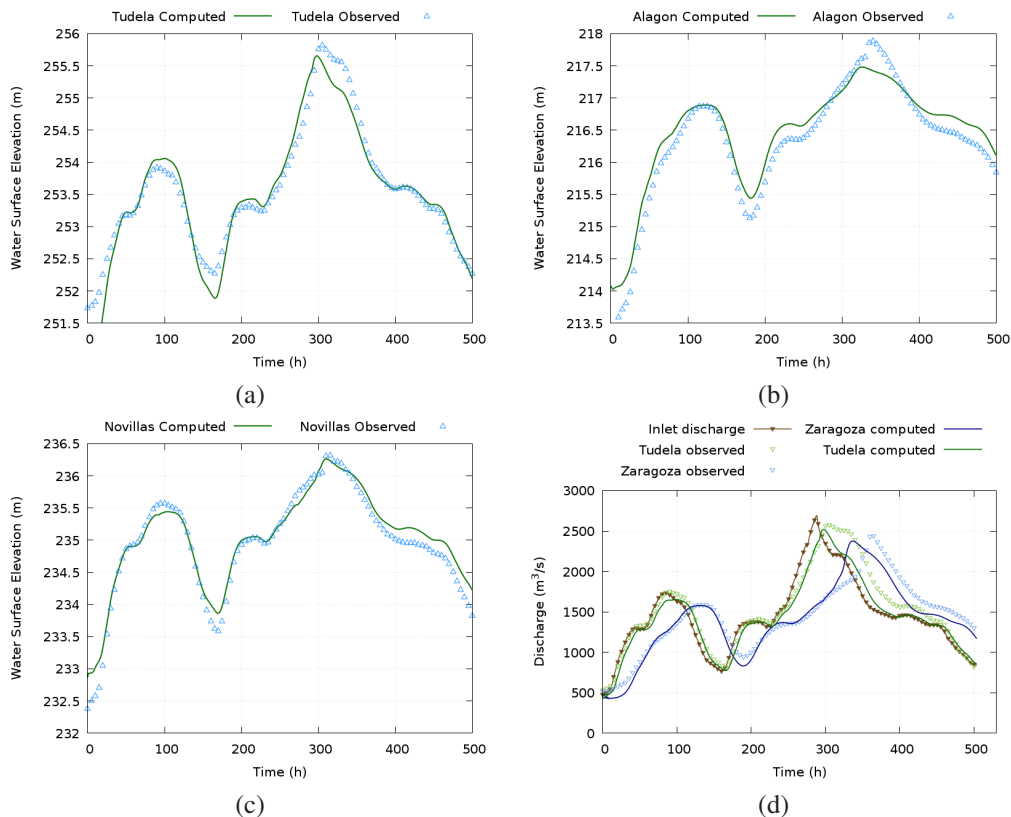 Tudela Computed Tudela Observed
256
255.5
255
254.5
254
253.5
253
252.5
252
251.5
Water Surface Elevation (m)
0 100 200 300 400 500
Time (h)
(a)
Alagon Computed Alagon Observed
218
217.5
217
216.5
216
215.5
215
214.5
214
213.5
Water Surface Elevation (m)
0 100 200 300 400 500
Time (h)
(b)
Novillas Computed Novillas Observed
236.5
236
235.5
235
234.5
234
233.5
233
232.5
232
Water Surface Elevation (m)
0 100 200 300 400 500
Time (h)
(c)
Inlet discharge Zaragoza computed
Tudela observed Tudela computed
Zaragoza observed
3000
2500
2000
1500
1000
500
0
Discharge (m³/s)
0 100 200 300 400 500
Time (h)
(d)